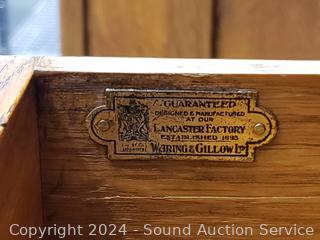 GUARANTEED
DESIGNED & MANUFACTURED
AT OUR
LANCASTER FACTORY
ESTABLISHED 1695
WARING & GILLOW LTD
Copyright 2024 - Sound Auction Service